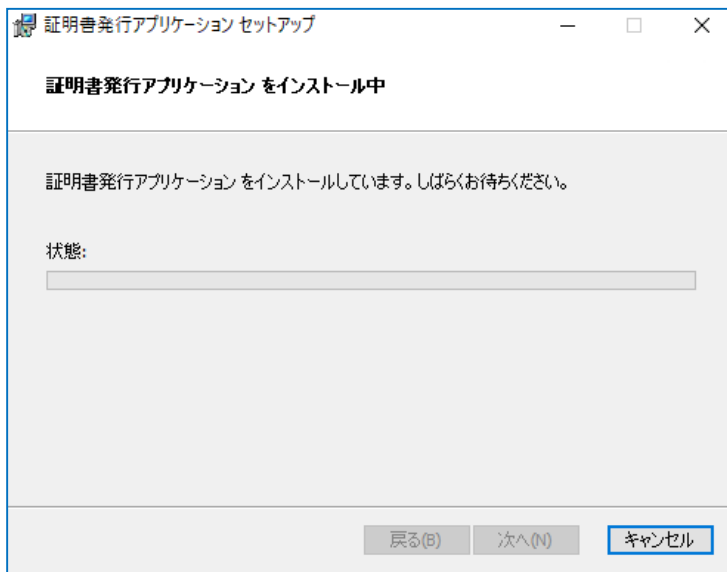 証明書発行アプリケーション セットアップ
証明書発行アプリケーション をインストール中
証明書発行アプリケーション をインストールしています。しばらくお待ちください。
状態:
戻る(B) 次へ(N) キャンセル